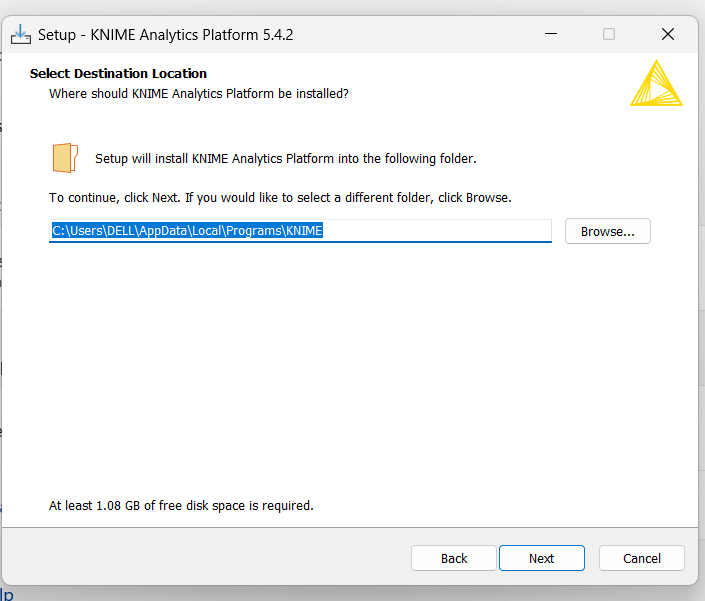 Setup - KNIME Analytics Platform 5.4.2
Select Destination Location
Where should KNIME Analytics Platform be installed?
Setup will install KNIME Analytics Platform into the following folder.
To continue, click Next. If you would like to select a different folder, click Browse.
C:\Users\DELL\AppData\Local\Programs\KNIME
Browse...
At least 1.08 GB of free disk space is required.
Back
Next
Cancel
lp